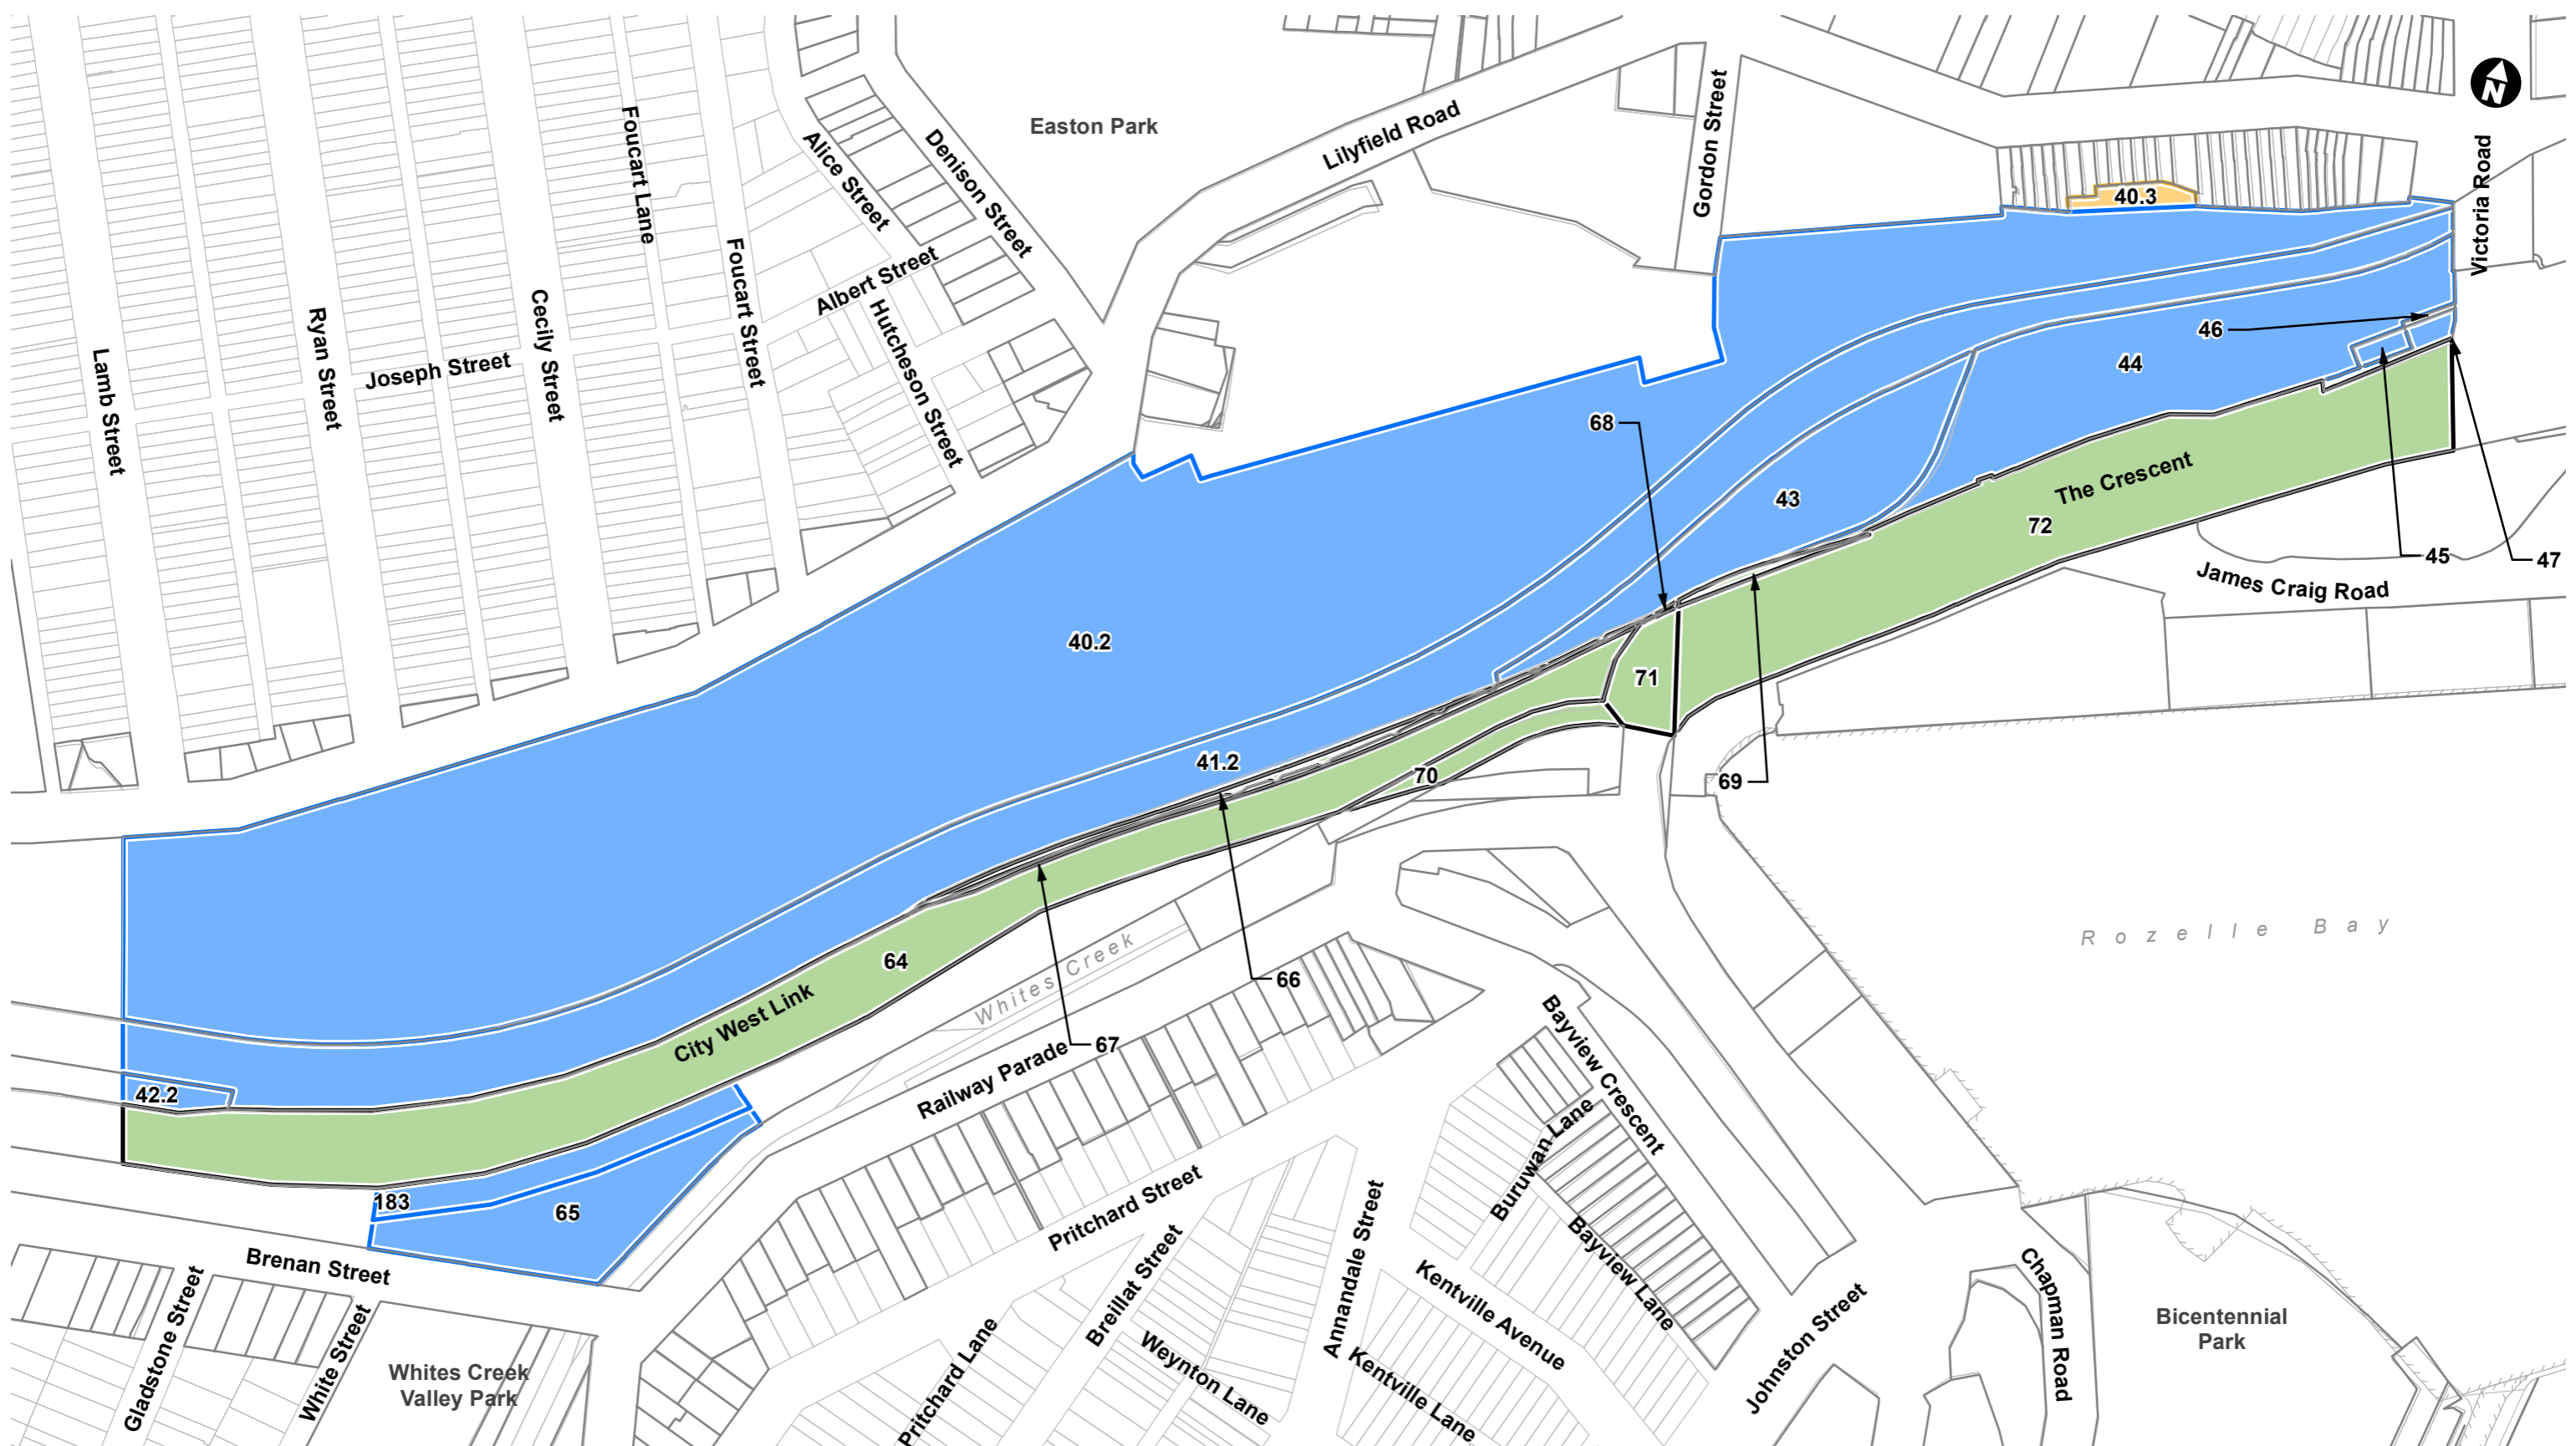 Easton Park
Lilyfield Road
Gordon Street
N
Victoria Road
Foucart Lane
Alice Street
Denison Street
40.3
Foucart Street
Albert Street
Hutcheson Street
Cecily Street
Ryan Street
Joseph Street
Lamb Street
46
44
68
43
The Crescent
72
45
47
James Craig Road
40.2
71
41.2
70
69
64
66
67
City West Link
Whites Creek
Rozelle Bay
42.2
Railway Parade
183
65
Brenan Street
Pritchard Street
Bayview Crescent
Buruwan Lane
Bayview Lane
Gladstone Street
White Street
Whites Creek
Valley Park
Pritchard Lane
Breillat Street
Weynton Lane
Annandale Street
Kentville Avenue
Kentville Lane
Johnston Street
Chapman Road
Bicentennial
Park